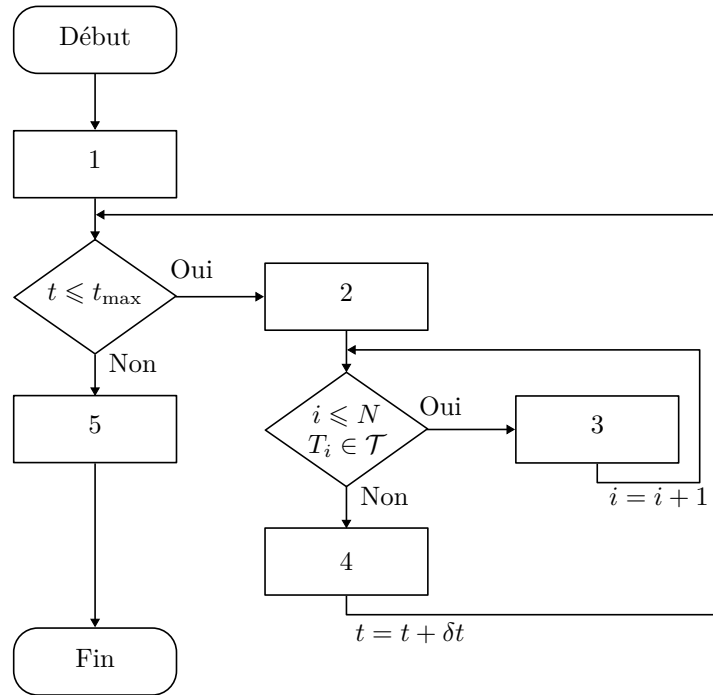 Début
1
t ⩽ t_max
Oui
Non
2
i ⩽ N
T_i ∈ 𝒯
Oui
Non
3
i = i + 1
4
t = t + δt
5
Fin